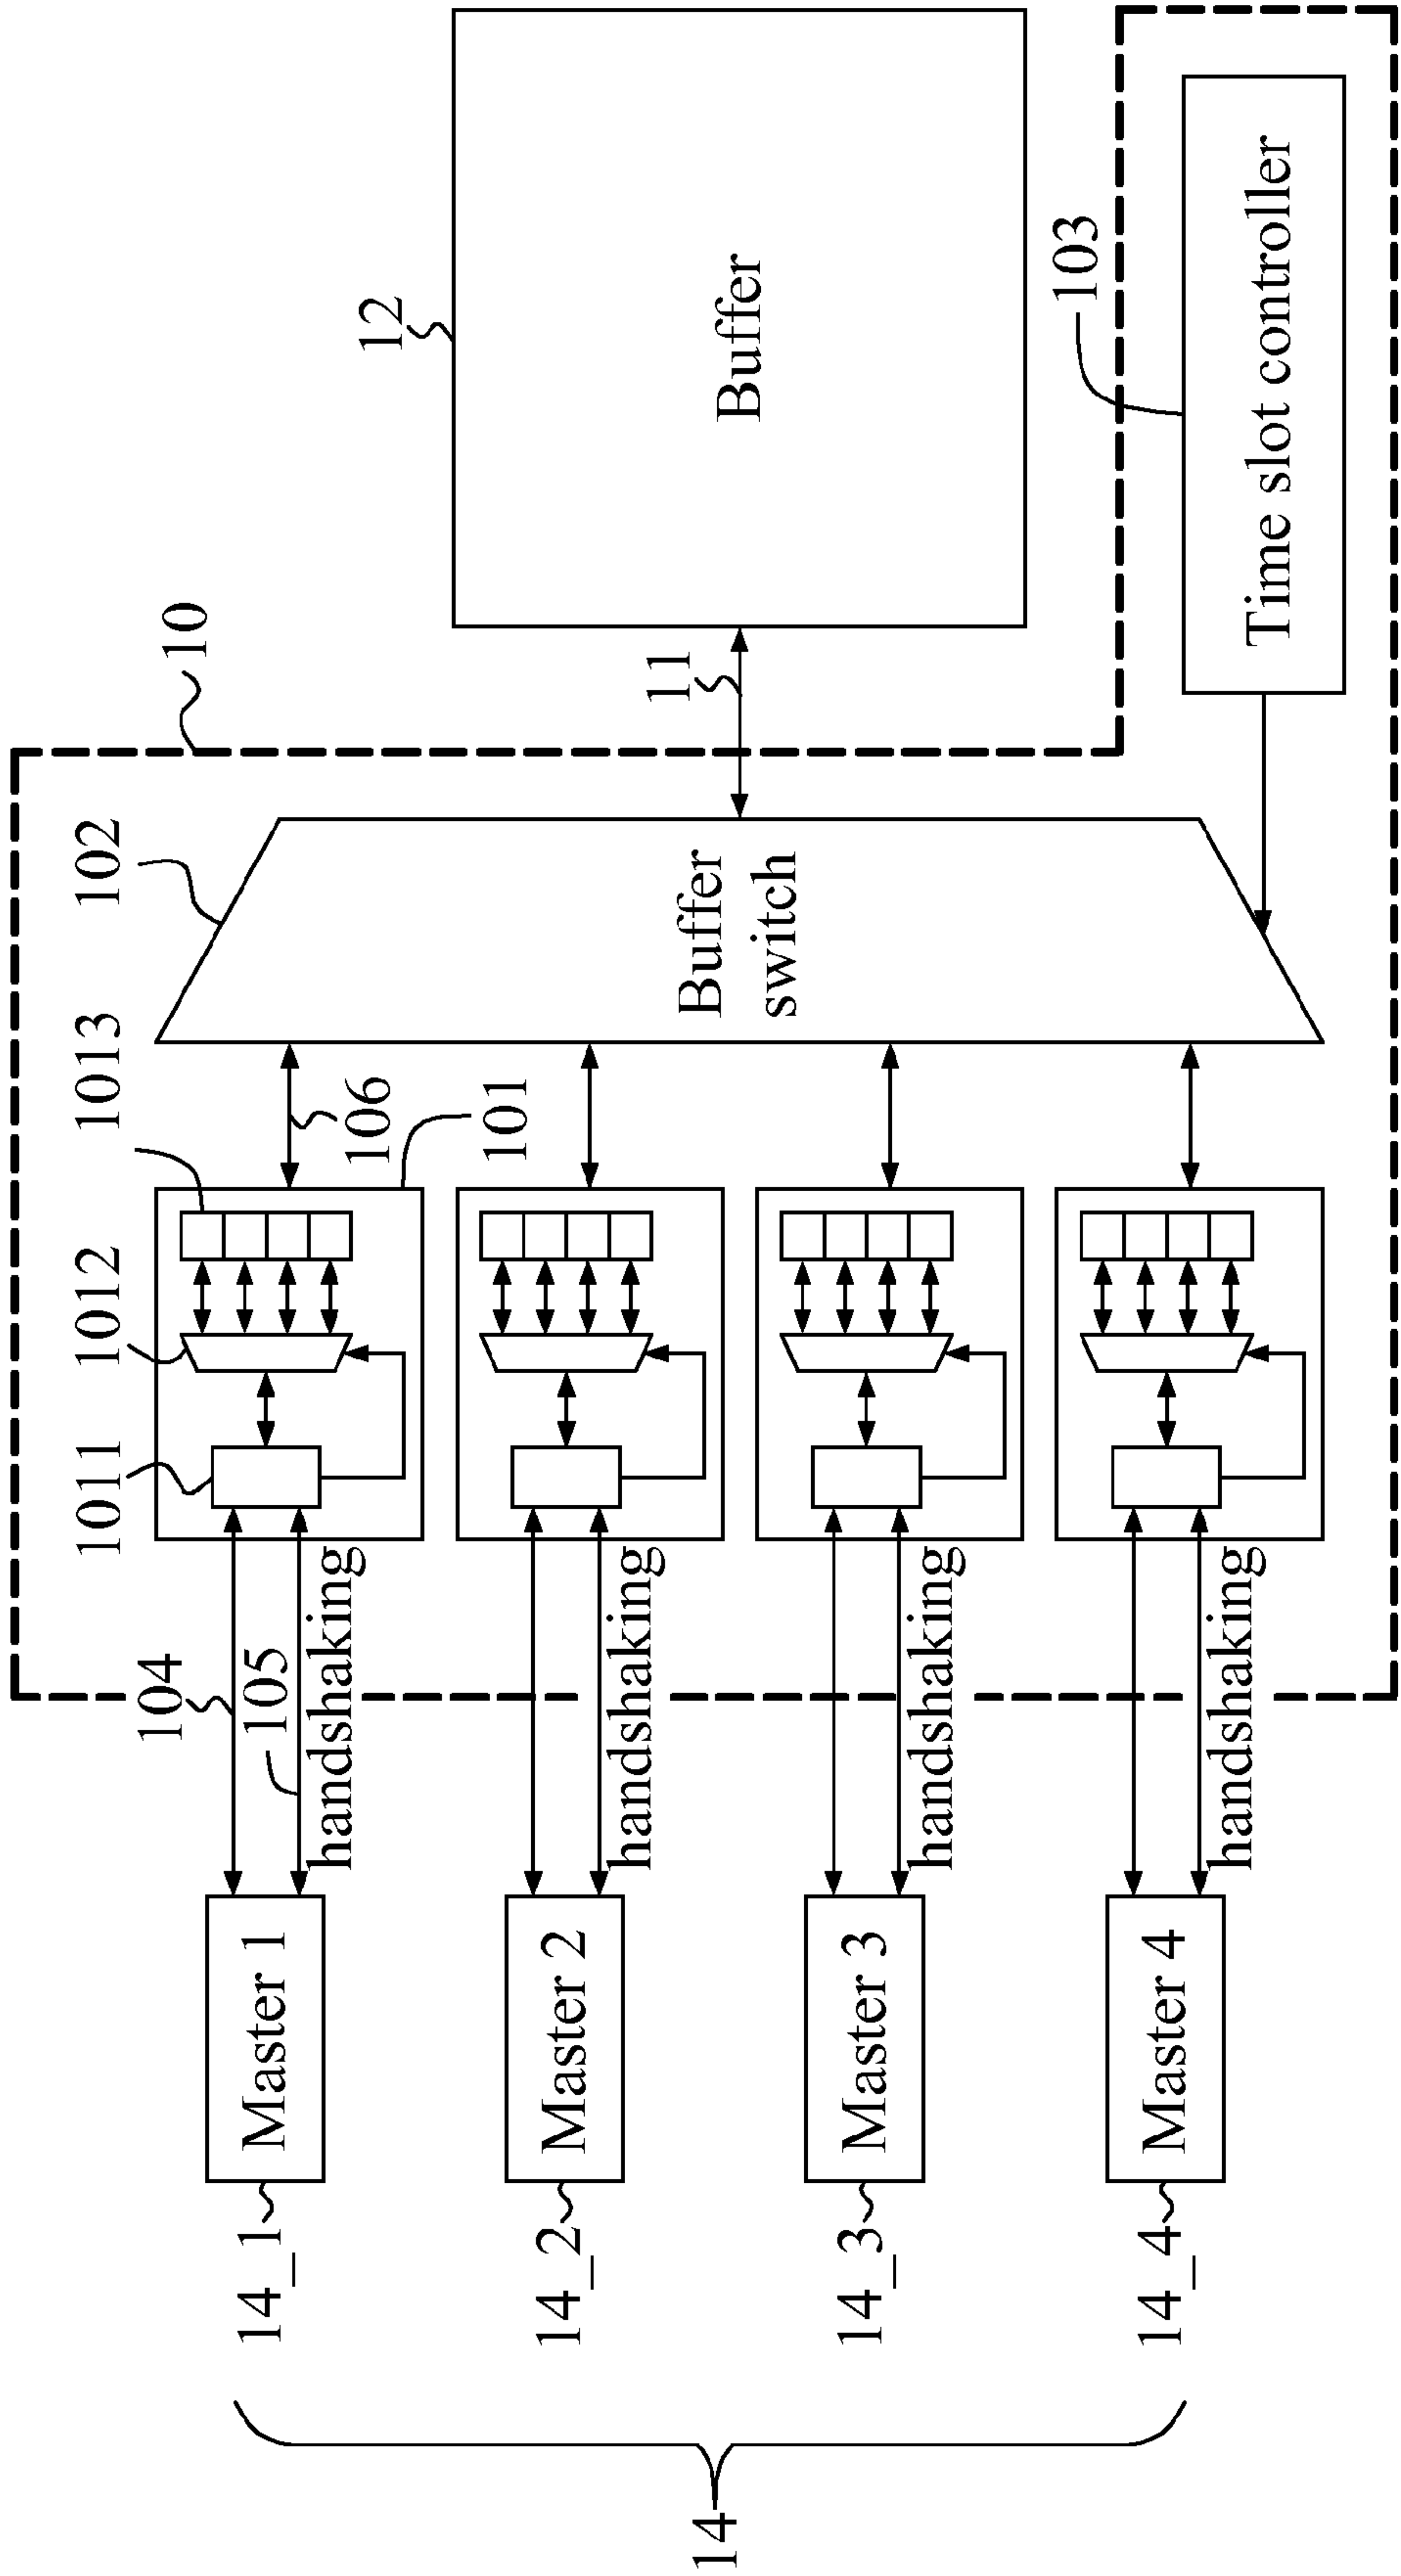 10
12
Buffer
11
103
Time slot controller
102
Buffer
switch
1013
1012
1011
106
101
104
105
handshaking
handshaking
handshaking
handshaking
Master 1
Master 2
Master 3
Master 4
14_1
14_2
14_3
14_4
14